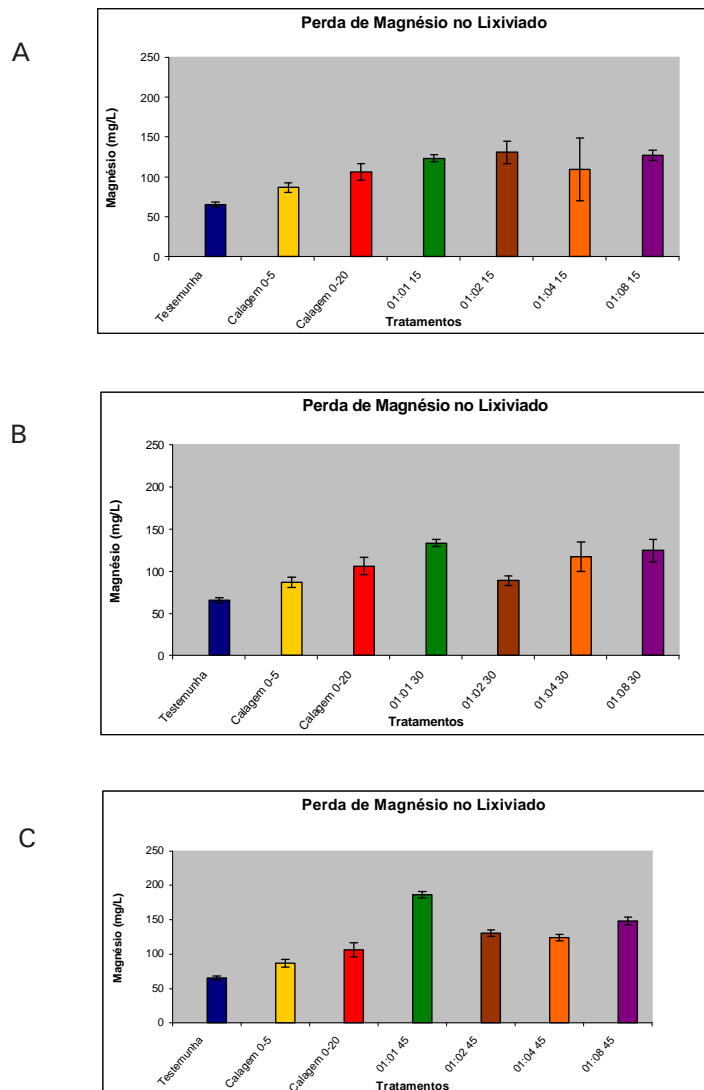 A
Perda de Magnésio no Lixiviado
Magnésio (mg/L)
250
200
150
100
50
0
Testemunha
Calagem 0-5
Calagem 0-20
01:01 15
01:02 15
01:04 15
01:08 15
Tratamentos
B
Perda de Magnésio no Lixiviado
Magnésio (mg/L)
250
200
150
100
50
0
Testemunha
Calagem 0-5
Calagem 0-20
01:01 30
01:02 30
01:04 30
01:08 30
Tratamentos
C
Perda de Magnésio no Lixiviado
Magnésio (mg/L)
250
200
150
100
50
0
Testemunha
Calagem 0-5
Calagem 0-20
01:01 45
01:02 45
01:04 45
01:08 45
Tratamentos